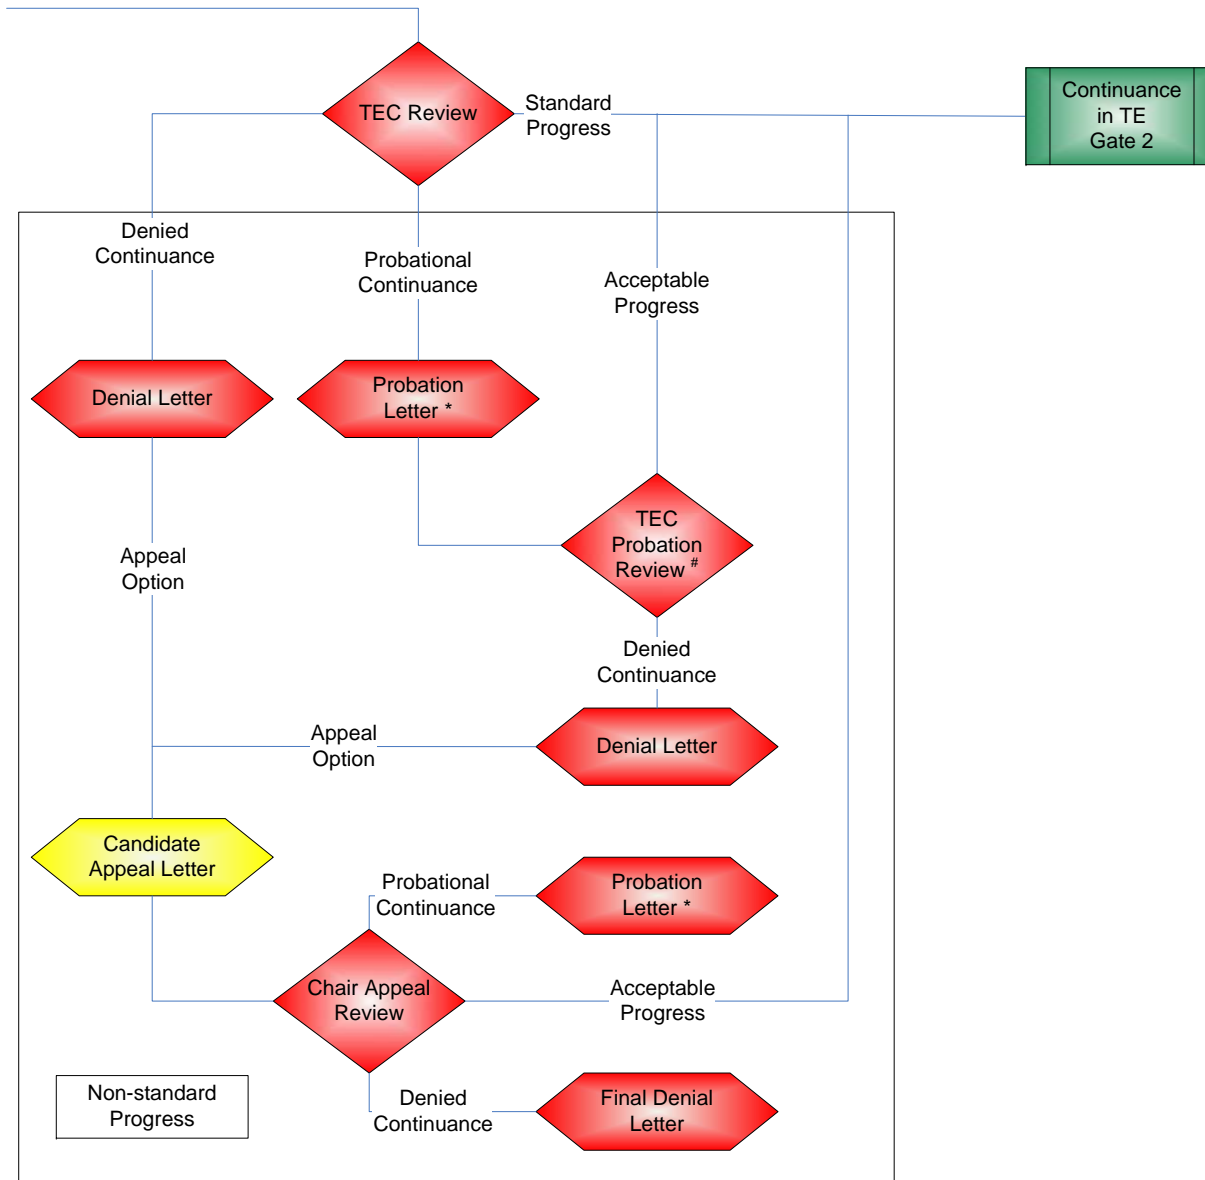 TEC Review
Standard
Progress
Continuance
in TE
Gate 2
Denied
Continuance
Probational
Continuance
Acceptable
Progress
Denial Letter
Probation
Letter *
TEC
Probation
Review #
Appeal
Option
Denied
Continuance
Appeal
Option
Denial Letter
Candidate
Appeal Letter
Probational
Continuance
Probation
Letter *
Chair Appeal
Review
Acceptable
Progress
Non-standard
Progress
Denied
Continuance
Final Denial
Letter